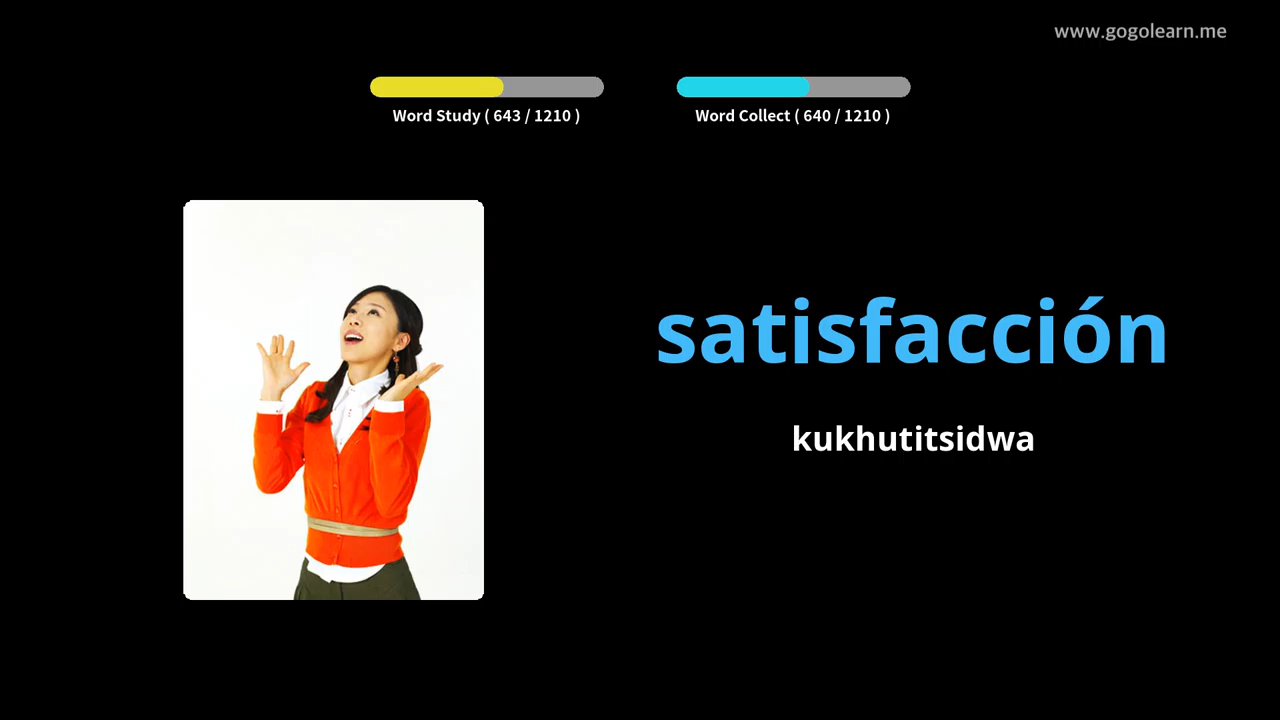 www.gogolearn.me
Word Study ( 643 / 1210 )
Word Collect ( 640 / 1210 )
satisfacción
kukhutitsidwa